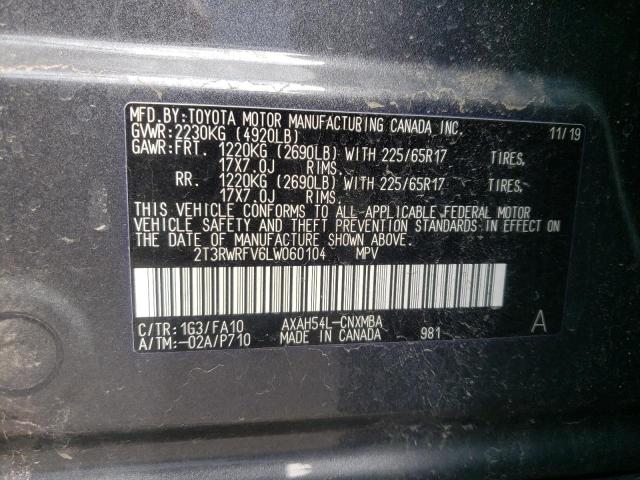 MFD.BY:TOYOTA MOTOR MANUFACTURING CANADA INC. 11/19
GVWR:2230KG (4920LB)
GAWR:FRT. 1220KG (2690LB) WITH 225/65R17 TIRES,
17X7.0J RIMS,
RR. 1220KG (2690LB) WITH 225/65R17 TIRES,
17X7.0J RIMS,
THIS VEHICLE CONFORMS TO ALL APPLICABLE FEDERAL MOTOR
VEHICLE SAFETY AND THEFT PREVENTION STANDARDS IN EFFECT ON
THE DATE OF MANUFACTURE SHOWN ABOVE.
2T3RWRFV6LW060104 MPV
C/TR: 1G3/FA10 AXAH54L-CNXMBA A
A/TM:-02A/P710 MADE IN CANADA 981